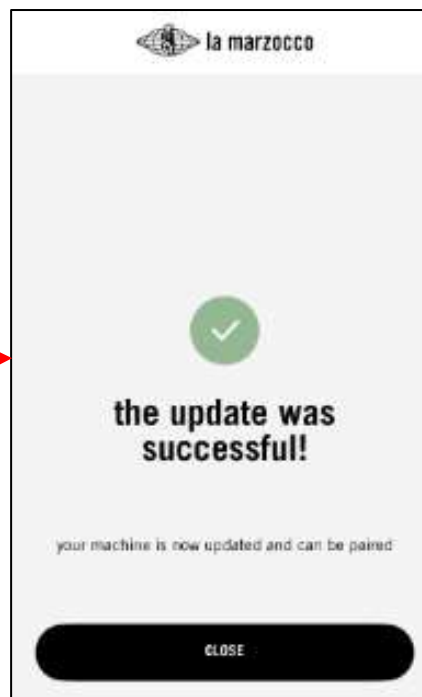 la marzocco
the update was
successful!
your machine is now updated and can be paired
CLOSE